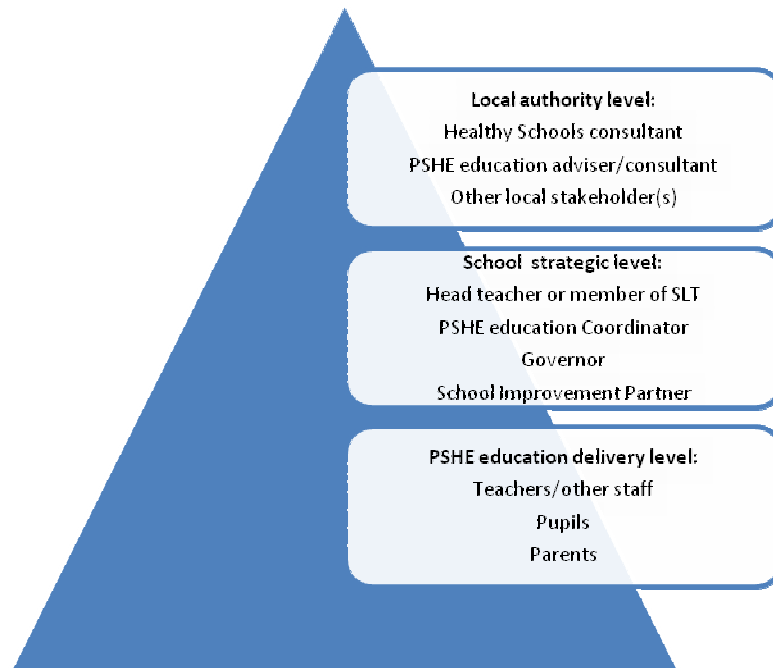 Local authority level:
Healthy Schools consultant
PSHE education adviser/consultant
Other local stakeholder(s)
School strategic level:
Head teacher or member of SLT
PSHE education Coordinator
Governor
School Improvement Partner
PSHE education delivery level:
Teachers/other staff
Pupils
Parents